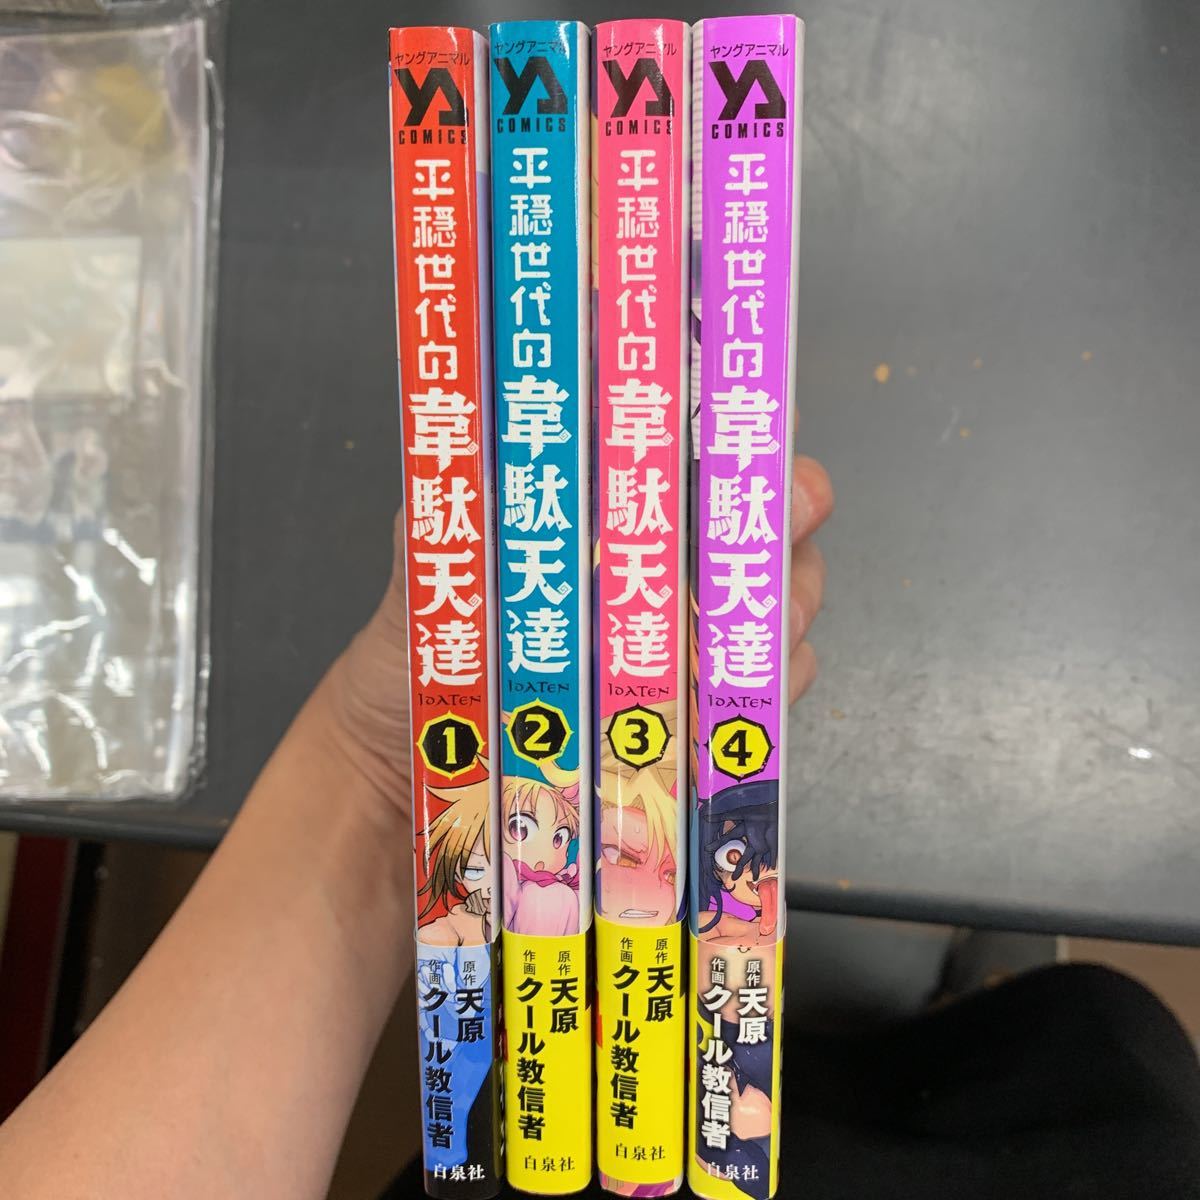 ヤングアニマル
YA
COMICS
平穏世代の
韋駄天達
IDATEN
1
原作 天原
作画 クール教信者
白泉社
ヤングアニマル
YA
COMICS
平穏世代の
韋駄天達
IDATEN
2
原作 天原
作画 クール教信者
白泉社
ヤングアニマル
YA
COMICS
平穏世代の
韋駄天達
IDATEN
3
原作 天原
作画 クール教信者
白泉社
ヤングアニマル
YA
COMICS
平穏世代の
韋駄天達
IDATEN
4
原作 天原
作画 クール教信者
白泉社